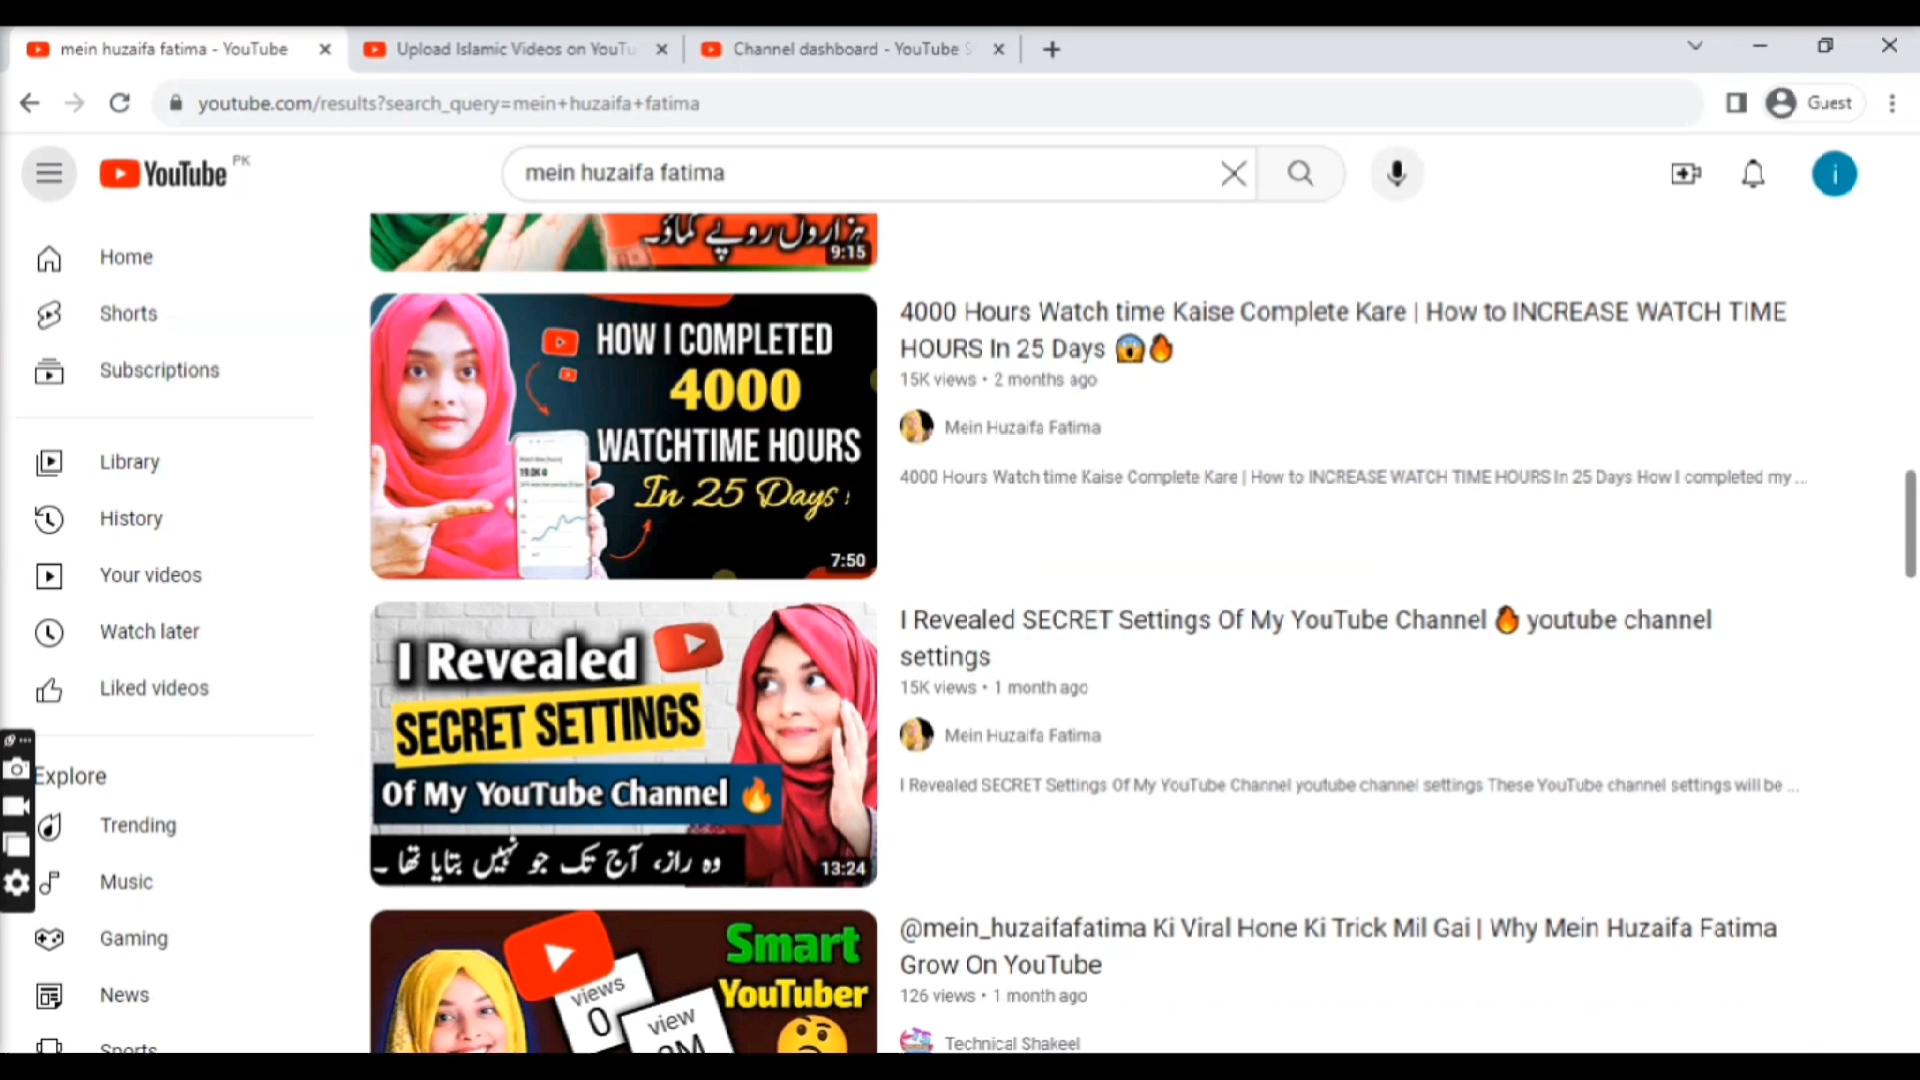 mein huzaifa fatima - YouTube
Upload Islamic Videos on YouTu
Channel dashboard - YouTube S
youtube.com/results?search_query=mein+huzaifa+fatima
Guest
YouTube PK
mein huzaifa fatima
i
Home
Shorts
Subscriptions
Library
History
Your videos
Watch later
Liked videos
Explore
Trending
Music
Gaming
News
Sports
ہزاروں روپے کماؤ۔
9:15
HOW I COMPLETED
4000
WATCHTIME HOURS
In 25 Days !
7:50
4000 Hours Watch time Kaise Complete Kare | How to INCREASE WATCH TIME
HOURS In 25 Days 😱🔥
15K views • 2 months ago
Mein Huzaifa Fatima
4000 Hours Watch time Kaise Complete Kare | How to INCREASE WATCH TIME HOURS In 25 Days How I completed my ...
I Revealed
SECRET SETTINGS
Of My YouTube Channel 🔥
وہ راز، آج تک جو نہیں بتایا تھا ۔
13:24
I Revealed SECRET Settings Of My YouTube Channel 🔥 youtube channel
settings
15K views • 1 month ago
Mein Huzaifa Fatima
I Revealed SECRET Settings Of My YouTube Channel youtube channel settings These YouTube channel settings will be ...
Smart
YouTuber
views
0
view
@mein_huzaifafatima Ki Viral Hone Ki Trick Mil Gai | Why Mein Huzaifa Fatima
Grow On YouTube
126 views • 1 month ago
Technical Shakeel